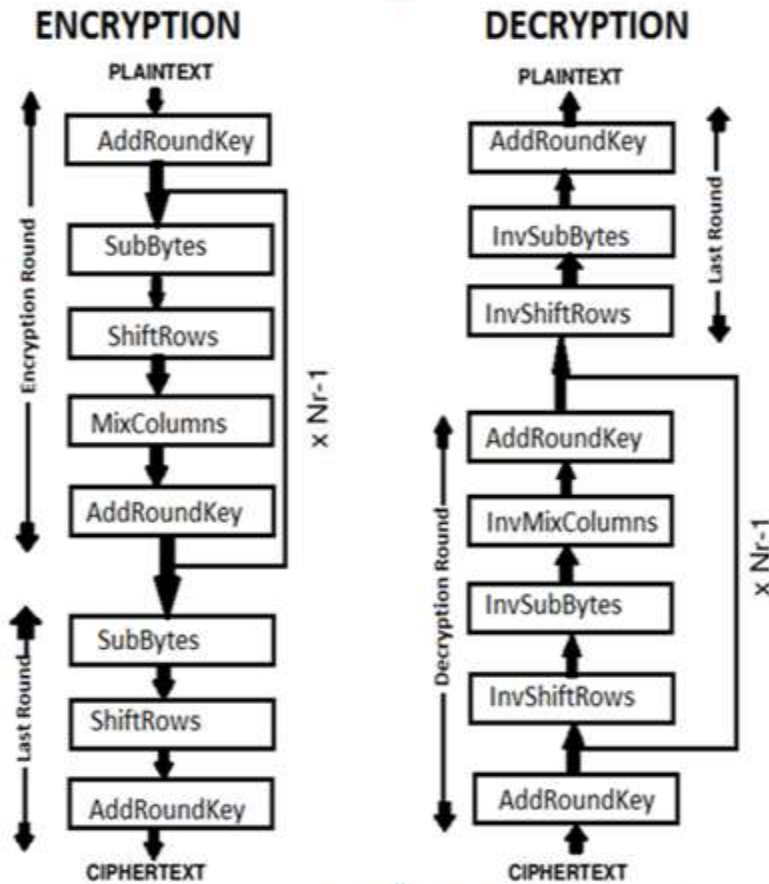 ENCRYPTION
PLAINTEXT
AddRoundKey
SubBytes
ShiftRows
MixColumns
AddRoundKey
SubBytes
ShiftRows
AddRoundKey
CIPHERTEXT
Encryption Round
Last Round
x Nr-1
DECRYPTION
PLAINTEXT
AddRoundKey
InvSubBytes
InvShiftRows
AddRoundKey
InvMixColumns
InvSubBytes
InvShiftRows
AddRoundKey
CIPHERTEXT
Last Round
Decryption Round
x Nr-1